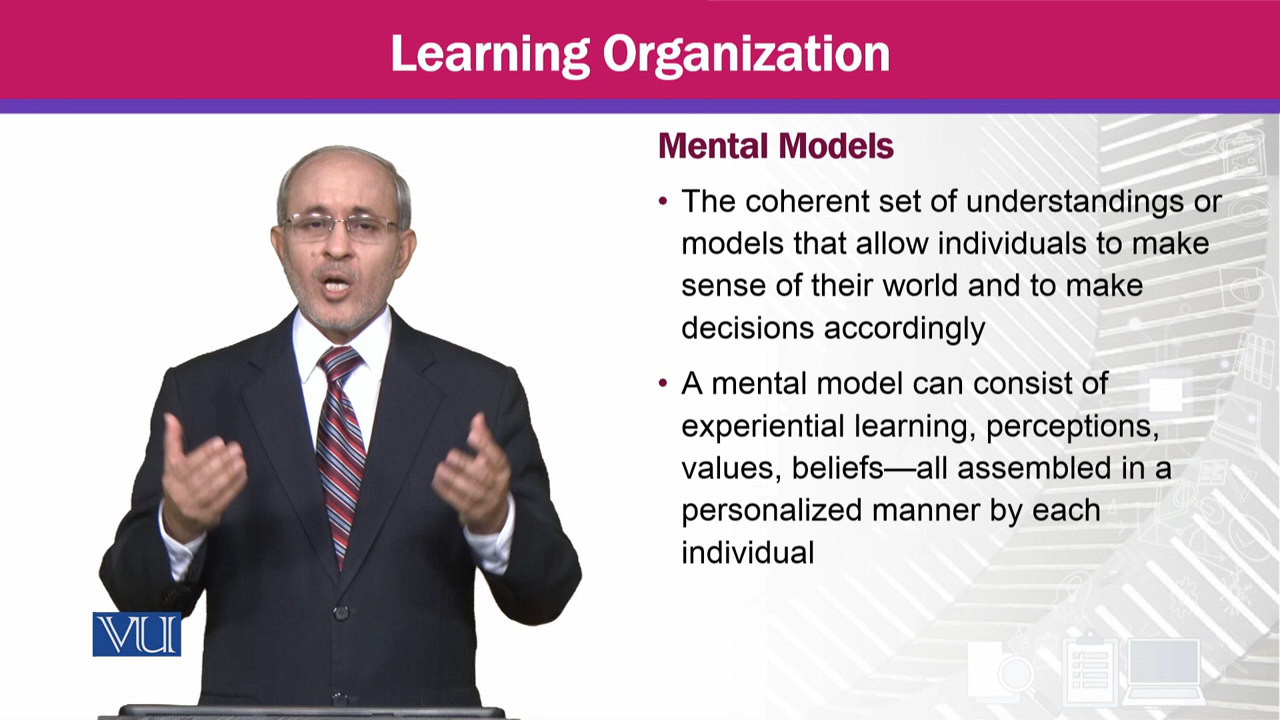 Learning Organization
Mental Models
• The coherent set of understandings or
models that allow individuals to make
sense of their world and to make
decisions accordingly
• A mental model can consist of
experiential learning, perceptions,
values, beliefs—all assembled in a
personalized manner by each
individual
VU